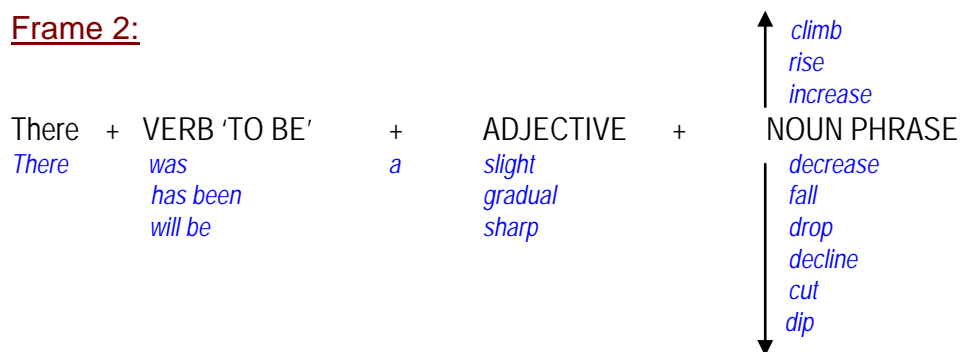 Frame 2:
climb
rise
increase
There + VERB 'TO BE' + ADJECTIVE + NOUN PHRASE
There was a slight decrease
has been gradual fall
will be sharp drop
decline
cut
dip